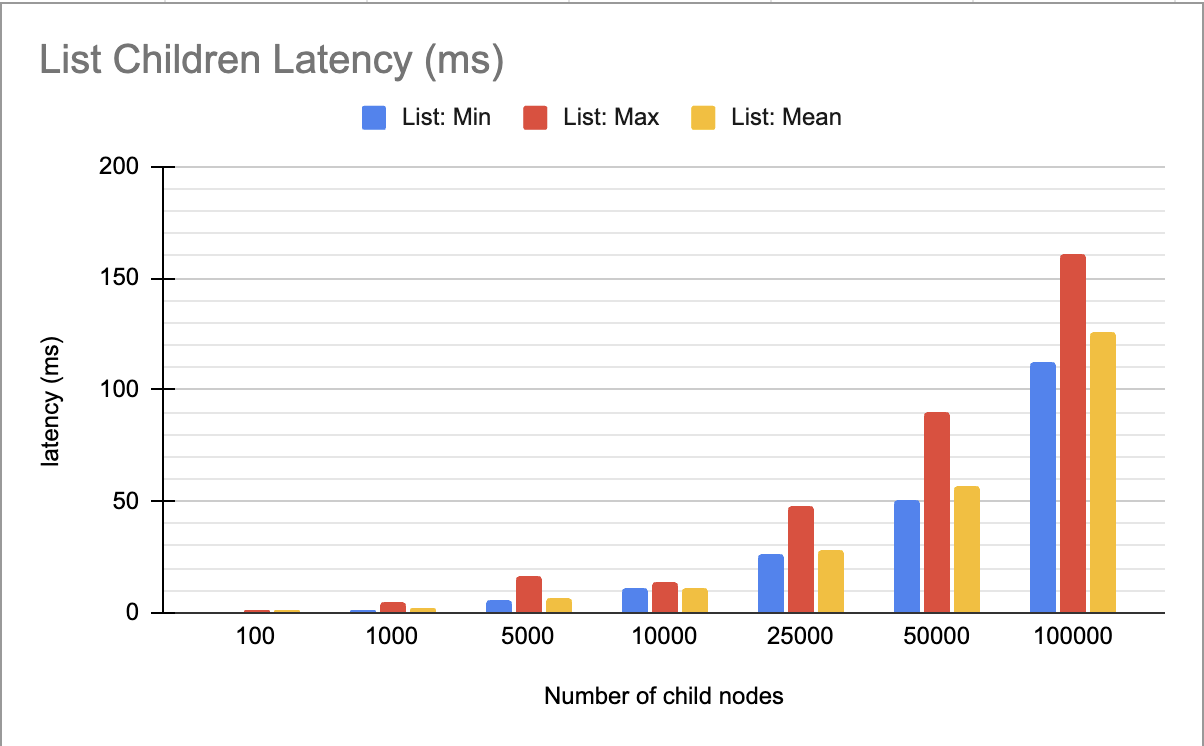 List Children Latency (ms)
List: Min List: Max List: Mean
200
150
100
50
0
latency (ms)
100 1000 5000 10000 25000 50000 100000
Number of child nodes